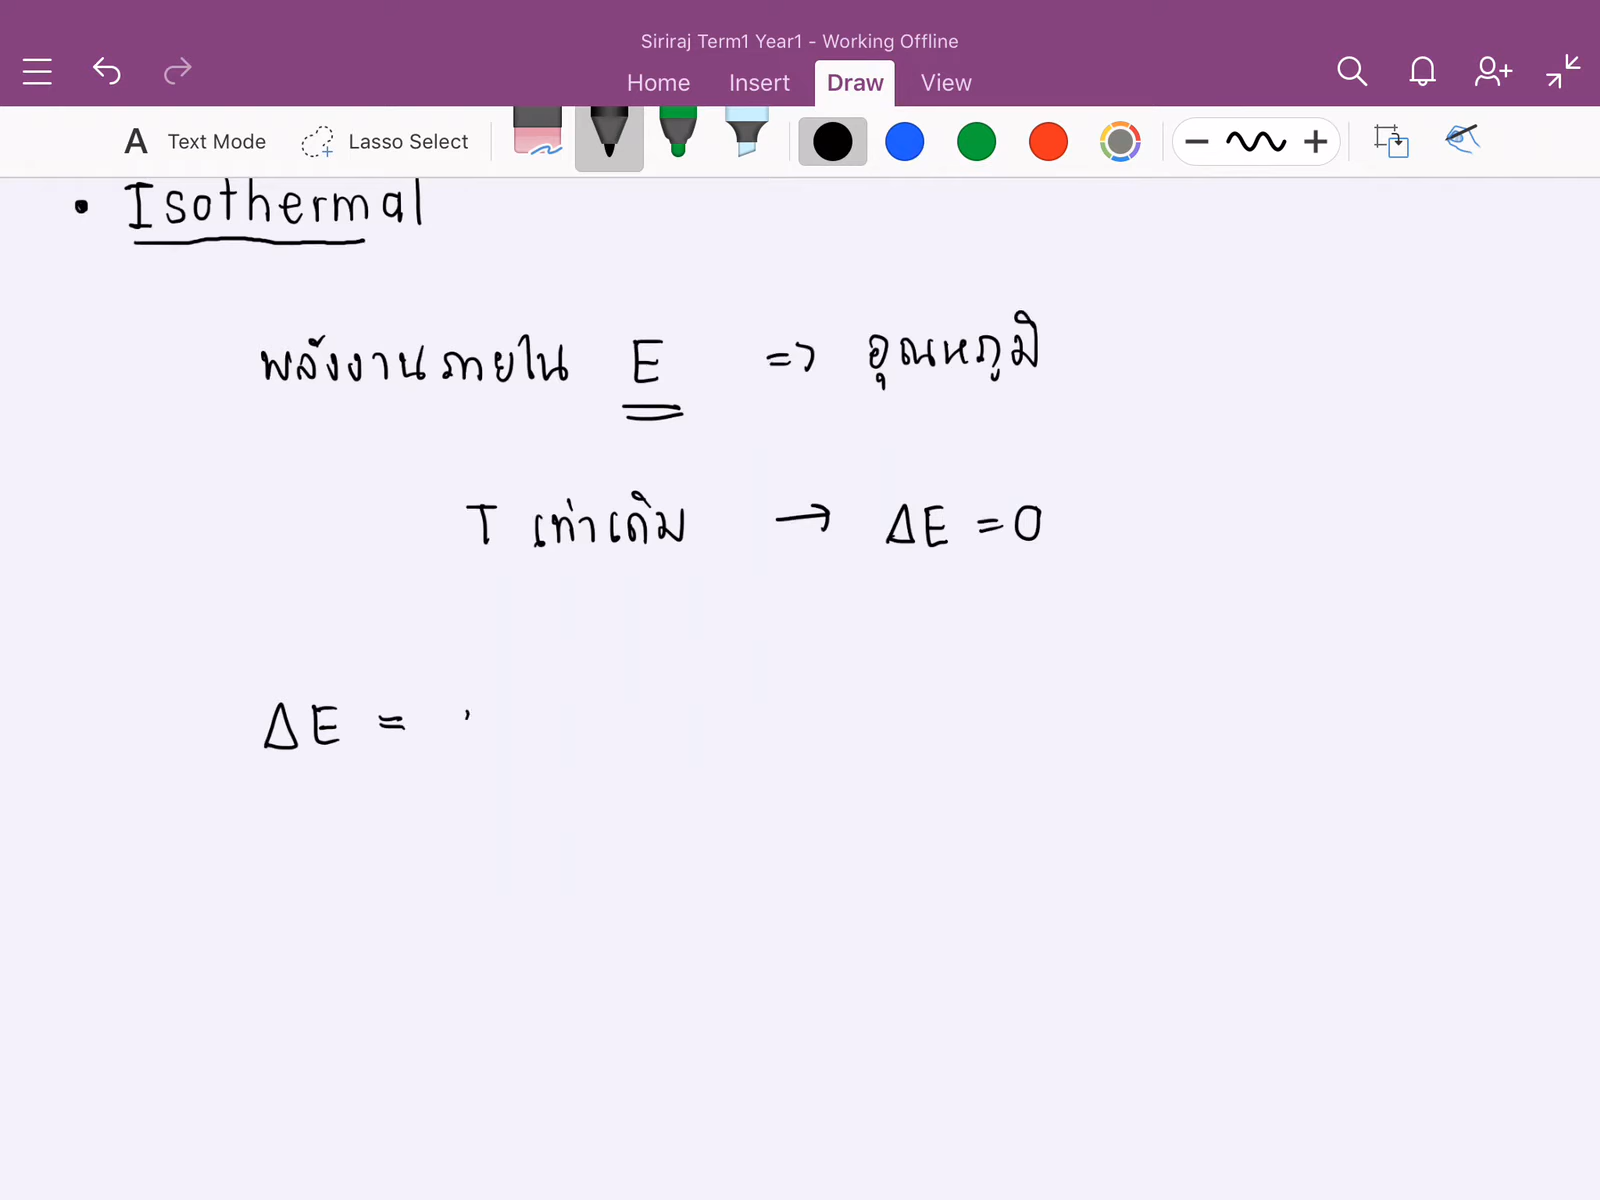 Siriraj Term1 Year1 - Working Offline
Home Insert Draw View
A Text Mode Lasso Select
• Isothermal
พลังงานภายใน E => อุณหภูมิ
T เท่าเดิม → ΔE = 0
ΔE =